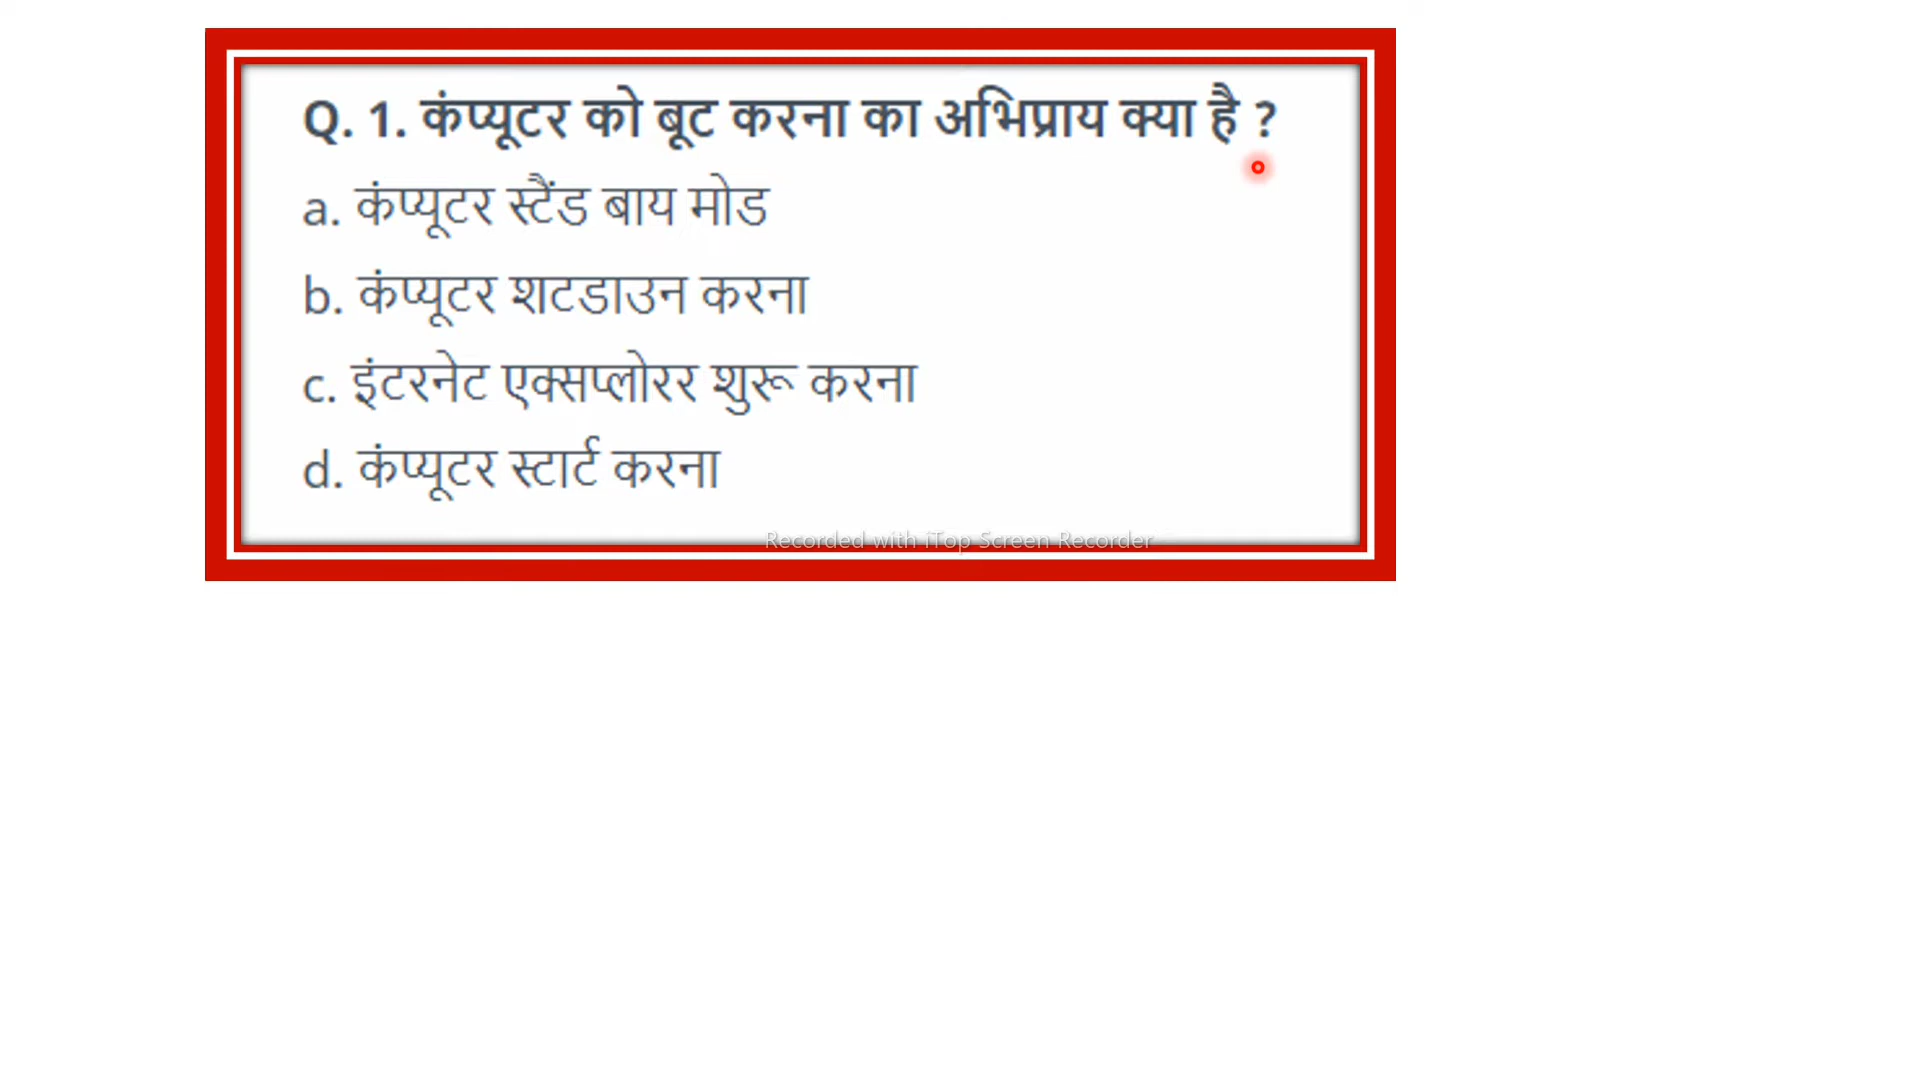 Q. 1. कंप्यूटर को बूट करना का अभिप्राय क्या है ?
a. कंप्यूटर स्टैंड बाय मोड
b. कंप्यूटर शटडाउन करना
c. इंटरनेट एक्सप्लोरर शुरू करना
d. कंप्यूटर स्टार्ट करना
Recorded with iTop Screen Recorder